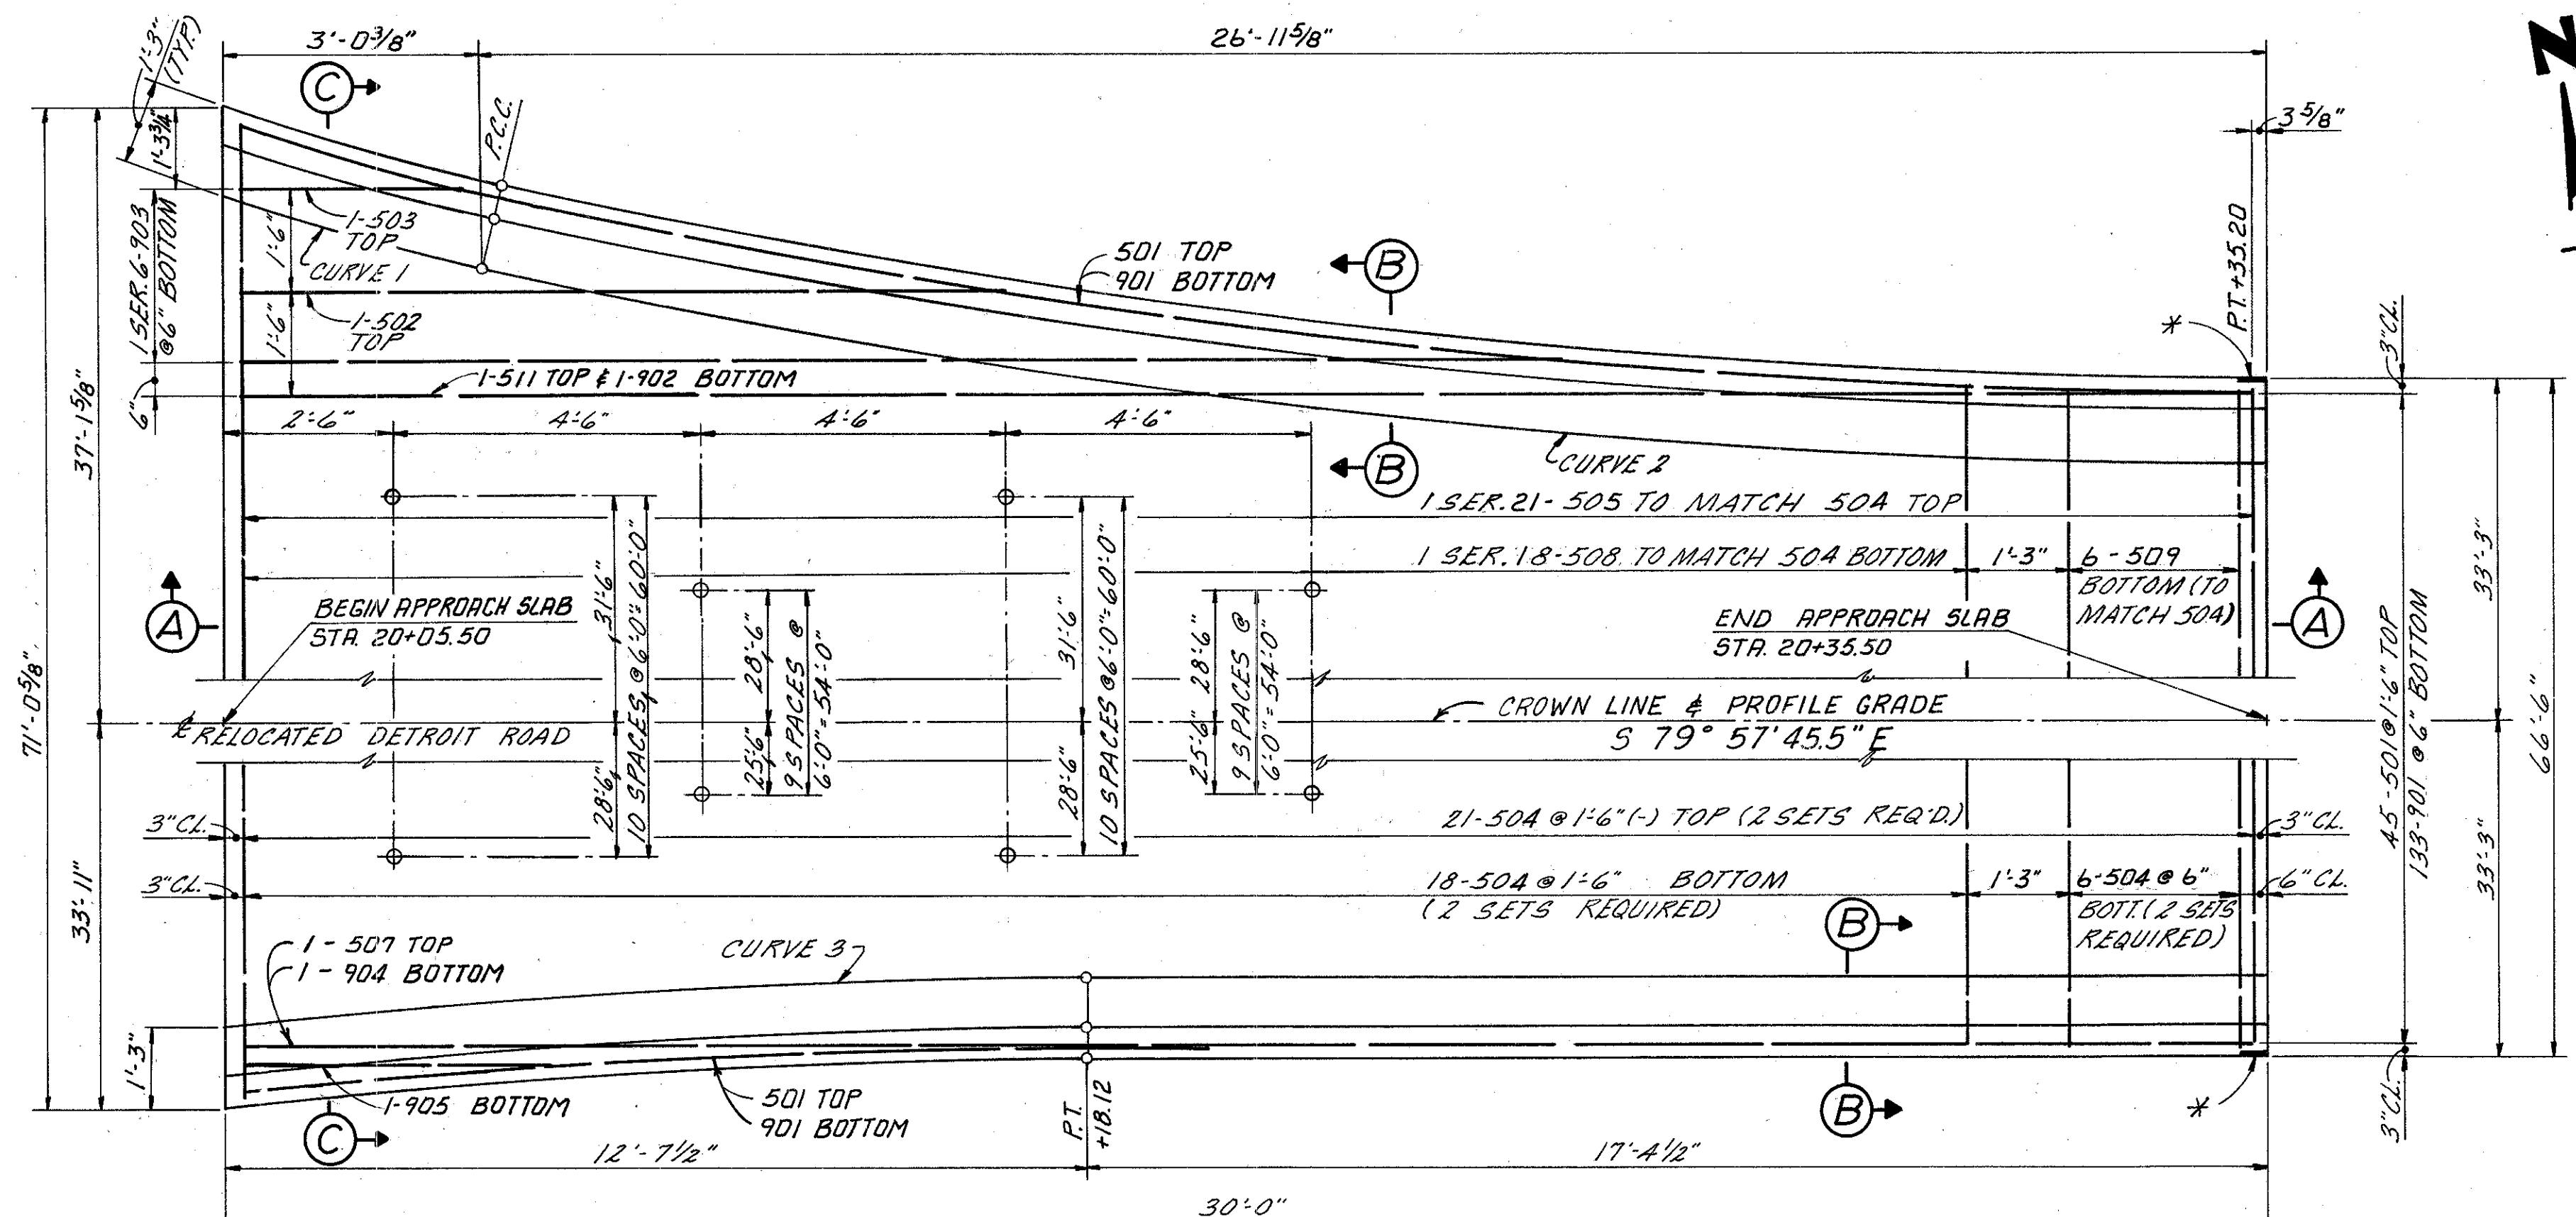 3'-0 3/8"
26'-11 5/8"
1'-3"
(TYP.)
C
N
1'-3 3/4"
P.C.C.
3 5/8"
1 SER. 6-903
@ 6" BOTTOM
1'-6"
1-503
TOP
CURVE 1
501 TOP
901 BOTTOM
B
P.T. +35.20
*
3" CL.
1'-6"
1-502
TOP
6"
1-511 TOP & 1-902 BOTTOM
37'-1 5/8"
2'-6"
4'-6"
4'-6"
4'-6"
B
CURVE 2
1 SER. 21-505 TO MATCH 504 TOP
1 SER. 18-508 TO MATCH 504 BOTTOM
1'-3"
6-509
BOTTOM (TO
MATCH 504)
A
BEGIN APPROACH SLAB
STA. 20+05.50
31'-6"
10 SPACES @ 6'-0" = 60'-0"
28'-6"
28'-6"
25'-6"
9 SPACES @
6'-0" = 54'-0"
31'-6"
28'-6"
10 SPACES @ 6'-0" = 60'-0"
28'-6"
25'-6"
9 SPACES @
6'-0" = 54'-0"
END APPROACH SLAB
STA. 20+35.50
A
33'-3"
45-501 @ 1'-6" TOP
133-901 @ 6" BOTTOM
66'-6"
33'-3"
71'-0 5/8"
℄ RELOCATED DETROIT ROAD
CROWN LINE & PROFILE GRADE
S 79° 57' 45.5" E
3" CL.
21-504 @ 1'-6" (-) TOP (2 SETS REQ'D.)
3" CL.
3" CL.
18-504 @ 1'-6" BOTTOM
(2 SETS REQUIRED)
1'-3"
6-504 @ 6"
BOTT. (2 SETS
REQUIRED)
6" CL.
33'-11"
1-507 TOP
1-904 BOTTOM
CURVE 3
B
1'-3"
1-905 BOTTOM
501 TOP
901 BOTTOM
P.T.
+18.12
B
*
3" CL.
C
12'-7 1/2"
17'-4 1/2"
30'-0"